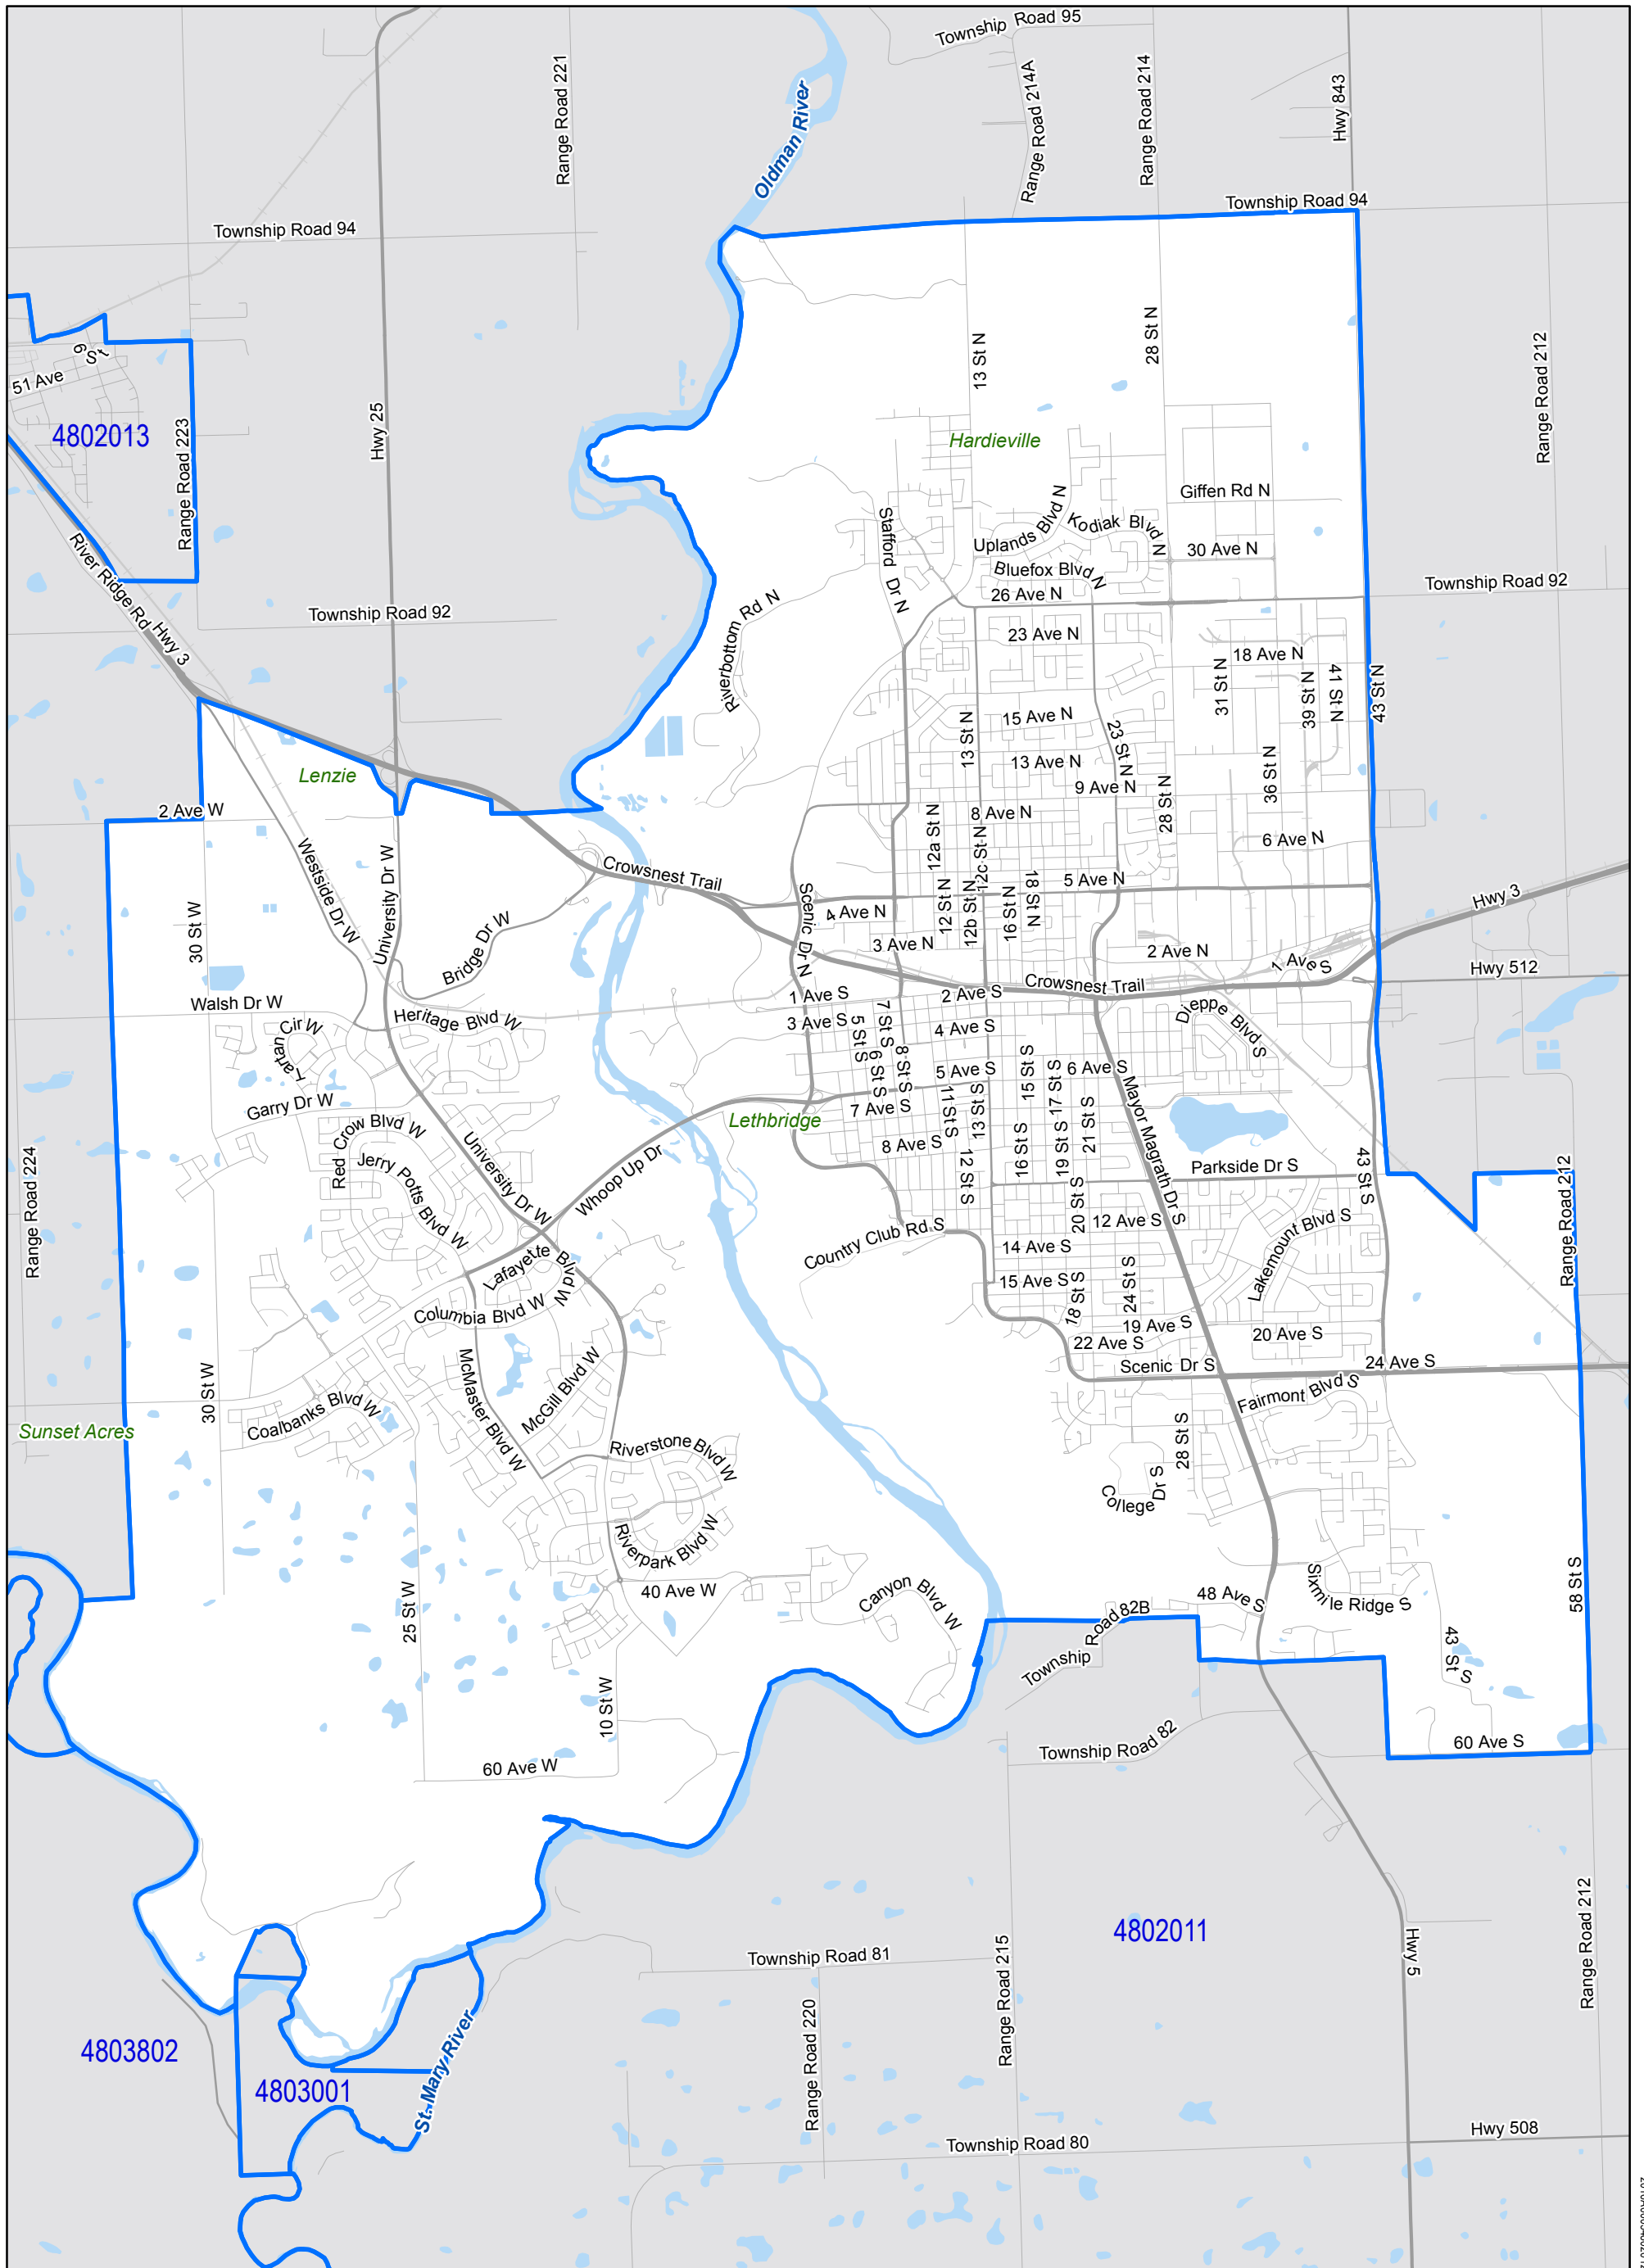 Township Road 95
Range Road 221
Oldman River
Range Road 214A
Range Road 214
Hwy 843
Township Road 94
Township Road 94
6 St
51 Ave
4802013
Range Road 223
Hwy 25
13 St N
28 St N
Range Road 212
Hardieville
Giffen Rd N
Stafford Dr N
Uplands Blvd N
Kodiak Blvd N
30 Ave N
Bluefox Blvd N
26 Ave N
Township Road 92
River Ridge Rd
Hwy 3
Township Road 92
Riverbottom Rd N
23 Ave N
18 Ave N
31 St N
39 St N
41 St N
43 St N
15 Ave N
13 St N
23 St N
13 Ave N
36 St N
Lenzie
9 Ave N
28 St N
2 Ave W
8 Ave N
12a St N
12c St N
6 Ave N
Westside Dr W
University Dr W
Crowsnest Trail
5 Ave N
Scenic Dr N
12 St N
12b St N
16 St N
18 St N
Hwy 3
30 St W
Bridge Dr W
4 Ave N
3 Ave N
2 Ave N
1 Ave S
Hwy 512
Crowsnest Trail
Walsh Dr W
1 Ave S
2 Ave S
Heritage Blvd W
Tartan Cir W
3 Ave S
5 St S
7 St S
4 Ave S
Dieppe Blvd S
6 St S
8 St S
5 Ave S
15 St S
17 St S
6 Ave S
Garry Dr W
7 Ave S
11 St S
13 St S
21 St S
Mayor Magrath Dr S
Lethbridge
Red Crow Blvd W
University Dr W
8 Ave S
16 St S
19 St S
Jerry Potts Blvd W
Whoop Up Dr
12 St S
Parkside Dr S
43 St S
Range Road 224
Range Road 212
20 St S
12 Ave S
Country Club Rd S
14 Ave S
Lakemount Blvd S
Lafayette Blvd W
15 Ave S
18 St S
24 St S
Columbia Blvd W
19 Ave S
22 Ave S
20 Ave S
Scenic Dr S
24 Ave S
30 St W
McMaster Blvd W
McGill Blvd W
Fairmont Blvd S
Coalbanks Blvd W
Sunset Acres
Riverstone Blvd W
28 St S
College Dr S
Riverpark Blvd W
40 Ave W
Canyon Blvd W
48 Ave S
Sixmile Ridge S
58 St S
25 St W
Township Road 82B
43 St S
10 St W
Township Road 82
60 Ave S
60 Ave W
Range Road 212
4802011
Township Road 81
Range Road 215
Hwy 5
Range Road 220
4803802
4803001
St. Mary River
Township Road 80
Hwy 508